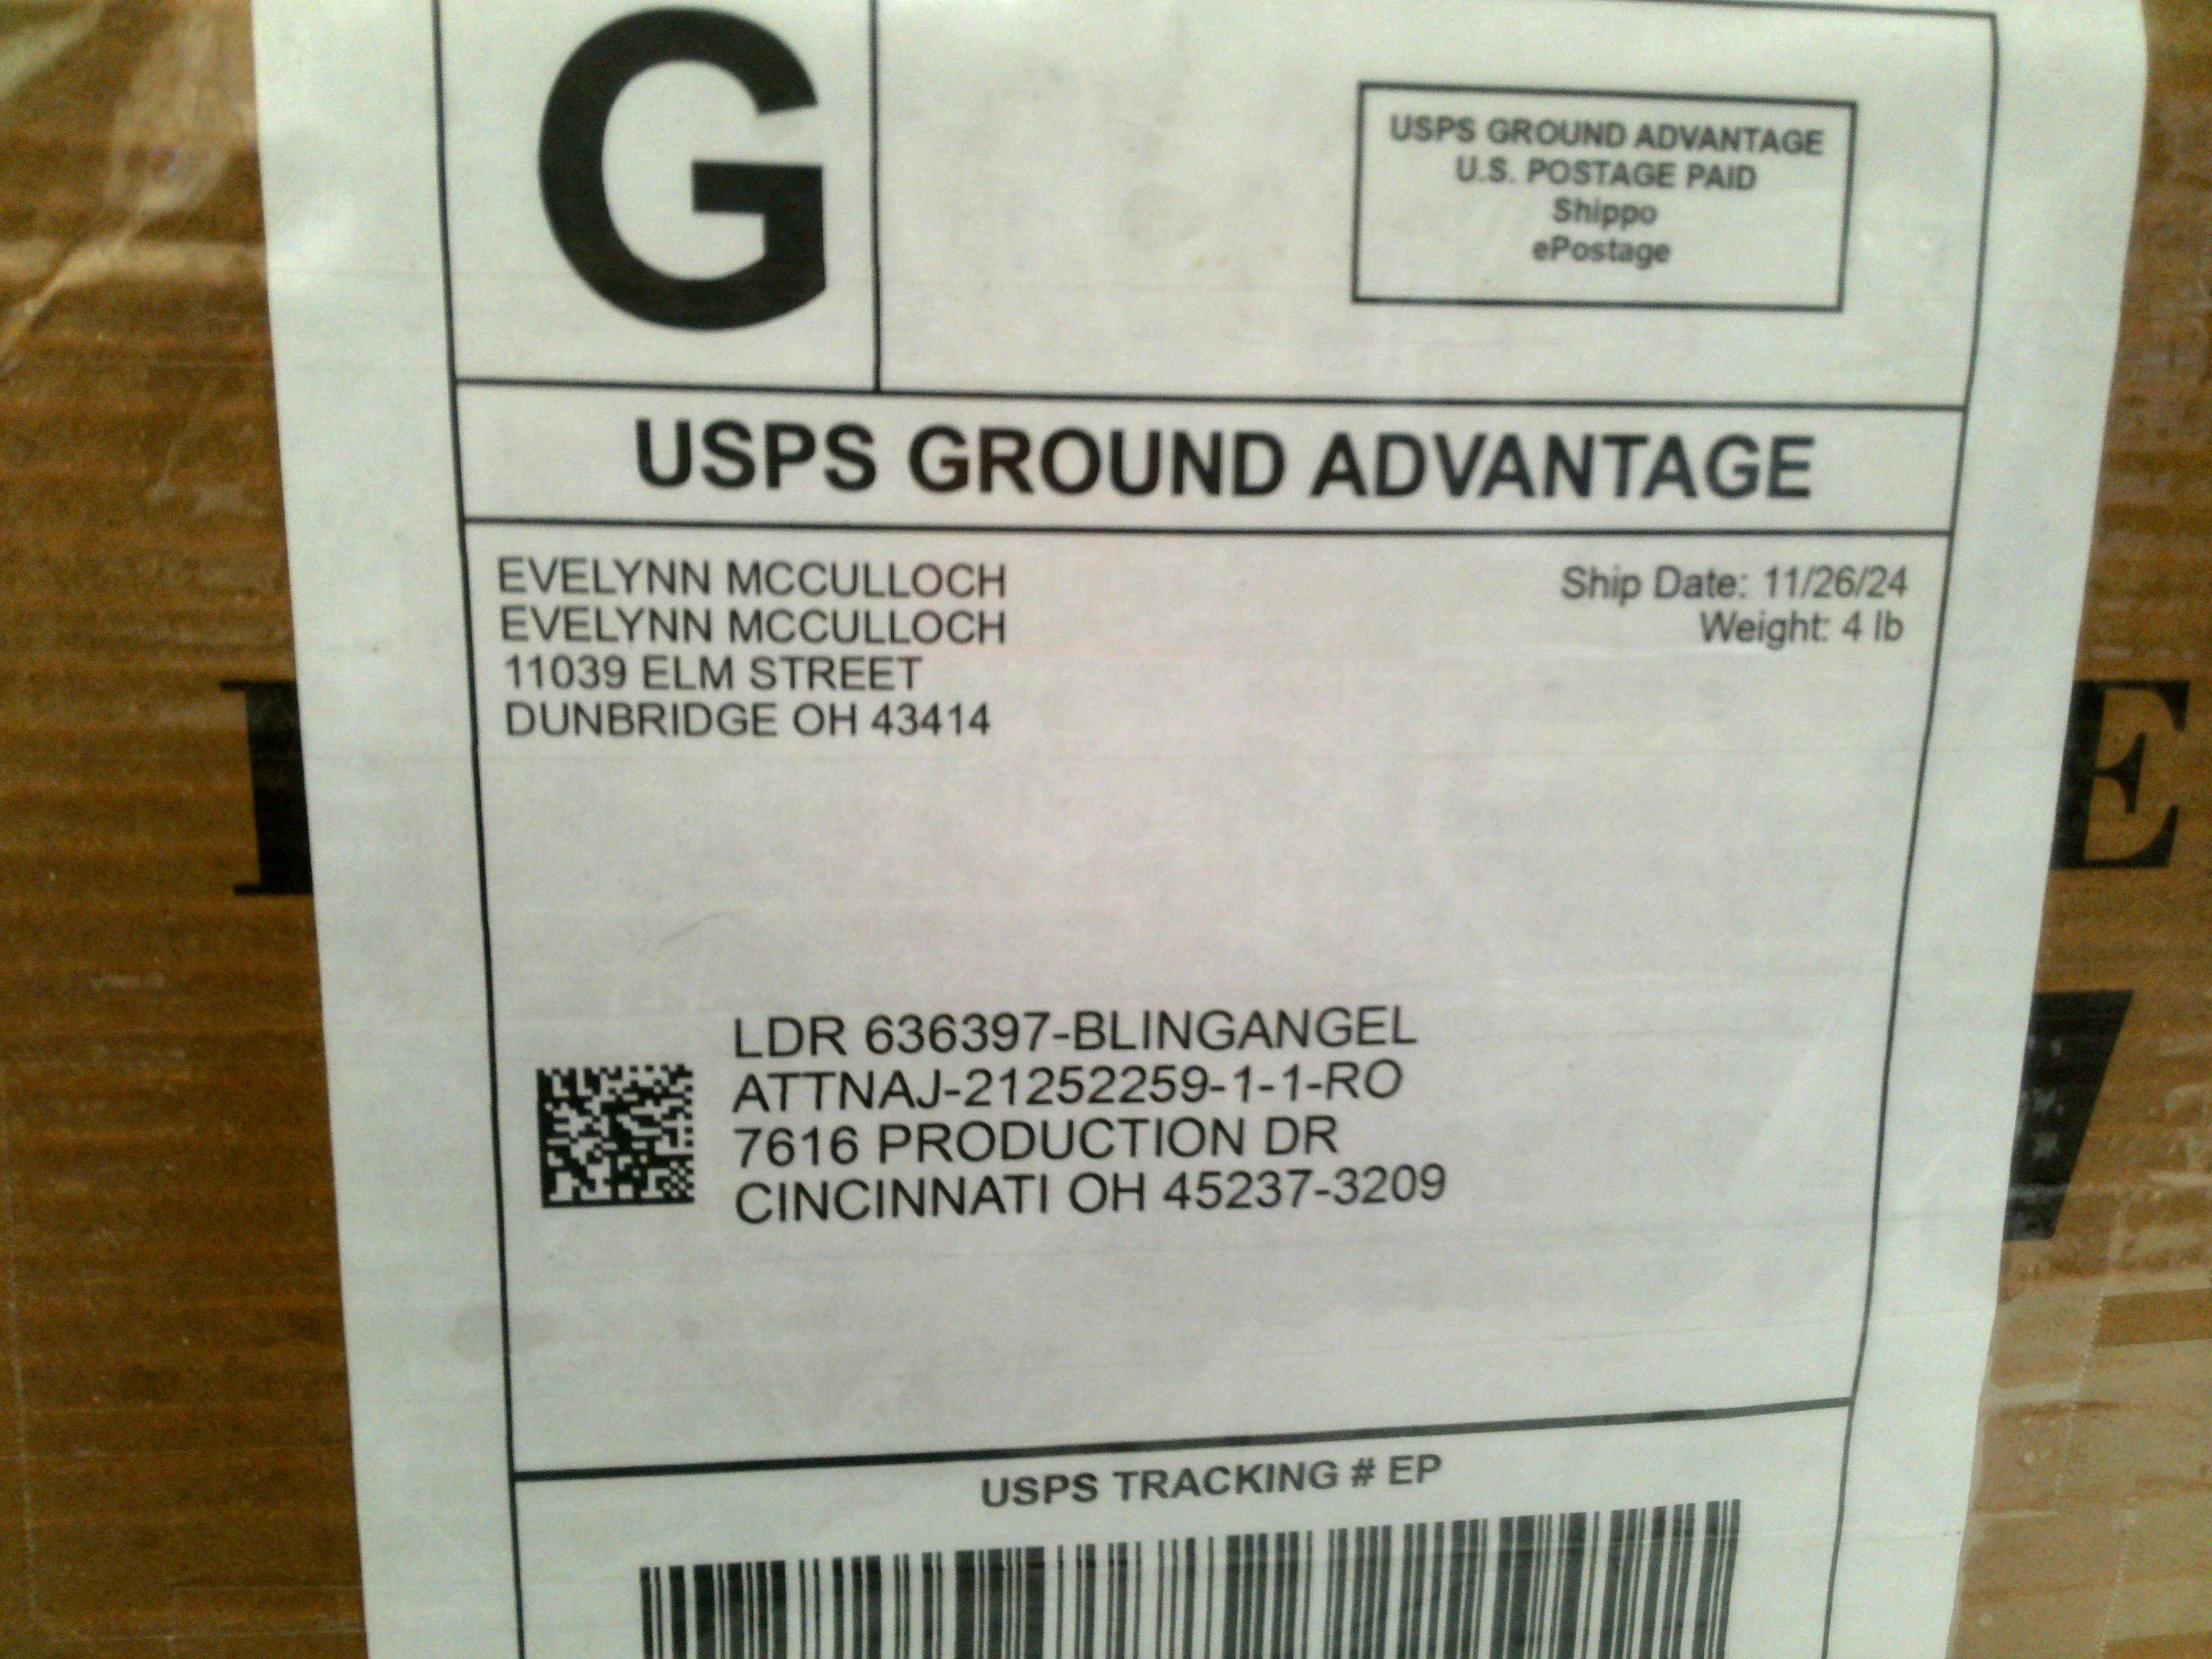 G
USPS GROUND ADVANTAGE
U.S. POSTAGE PAID
Shippo
ePostage
USPS GROUND ADVANTAGE
EVELYNN MCCULLOCH
EVELYNN MCCULLOCH
11039 ELM STREET
DUNBRIDGE OH 43414
Ship Date: 11/26/24
Weight: 4 lb
E
LDR 636397-BLINGANGEL
ATTNAJ-21252259-1-1-RO
7616 PRODUCTION DR
CINCINNATI OH 45237-3209
USPS TRACKING # EP